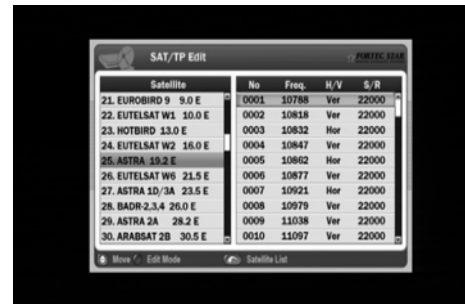 SAT/TP Edit
FORTEC STAR
Satellite No Freq. H/V S/R
21. EUROBIRD 9 9.0 E 0001 10788 Ver 22000
22. EUTELSAT W1 10.0 E 0002 10818 Ver 22000
23. HOTBIRD 13.0 E 0003 10832 Hor 22000
24. EUTELSAT W2 16.0 E 0004 10847 Ver 22000
25. ASTRA 19.2 E 0005 10862 Hor 22000
26. EUTELSAT W6 21.5 E 0006 10877 Ver 22000
27. ASTRA 1D/3A 23.5 E 0007 10921 Hor 22000
28. BADR-2,3,4 26.0 E 0008 10979 Ver 22000
29. ASTRA 2A 28.2 E 0009 11038 Ver 22000
30. ARABSAT 2B 30.5 E 0010 11097 Ver 22000
Move Edit Mode Satellite List